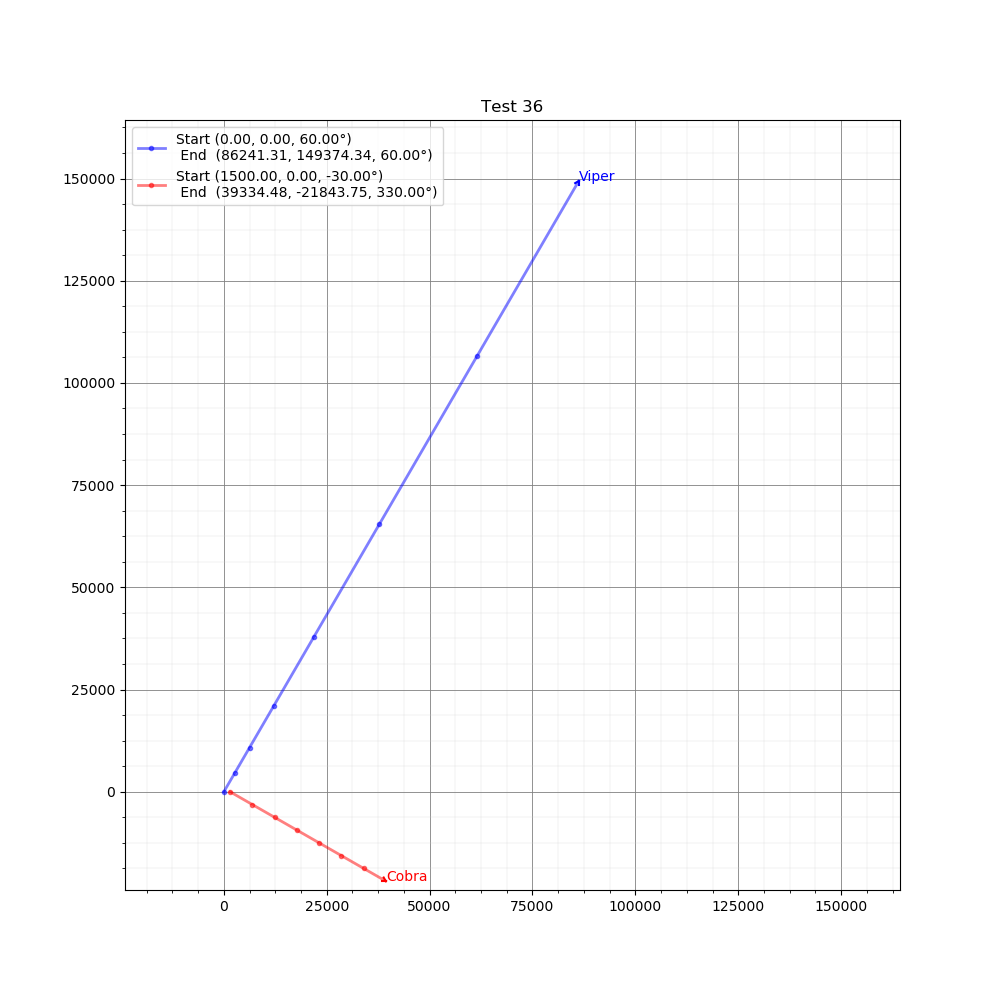 Test 36
Start (0.00, 0.00, 60.00°)
End  (86241.31, 149374.34, 60.00°)
Start (1500.00, 0.00, -30.00°)
End  (39334.48, -21843.75, 330.00°)
Viper
150000
125000
100000
75000
50000
25000
0
Cobra
0 25000 50000 75000 100000 125000 150000